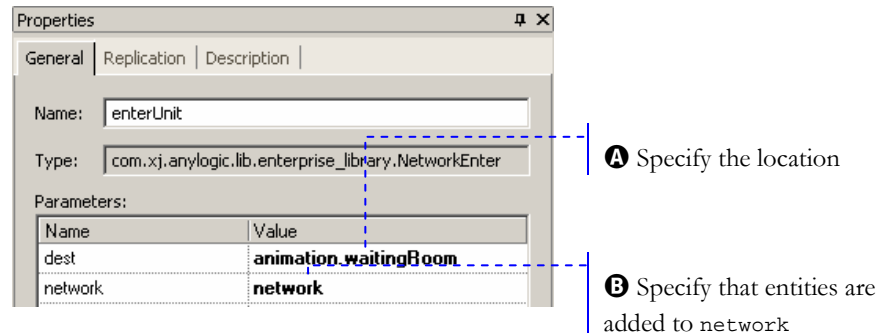 Properties
General Replication Description
Name: enterUnit
Type: com.xj.anylogic.lib.enterprise_library.NetworkEnter
Parameters:
Name Value
dest animation.waitingRoom
network network
A Specify the location
B Specify that entities are
added to network